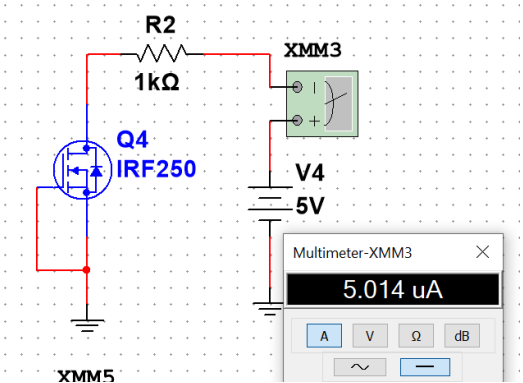 R2
XMM3
1kΩ
Q4
IRF250
V4
5V
Multimeter-XMM3
5.014 uA
A V Ω dB
XMM5